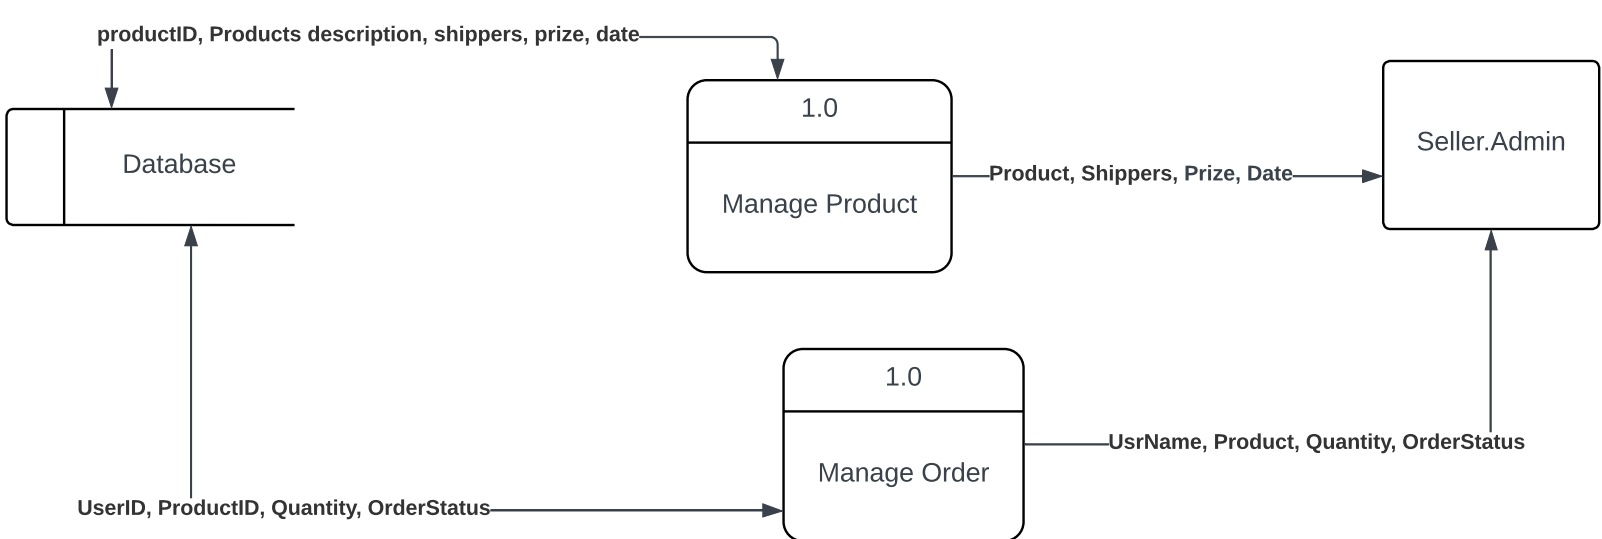 productID, Products description, shippers, prize, date
1.0
Seller.Admin
Database
Product, Shippers, Prize, Date
Manage Product
1.0
UsrName, Product, Quantity, OrderStatus
Manage Order
UserID, ProductID, Quantity, OrderStatus